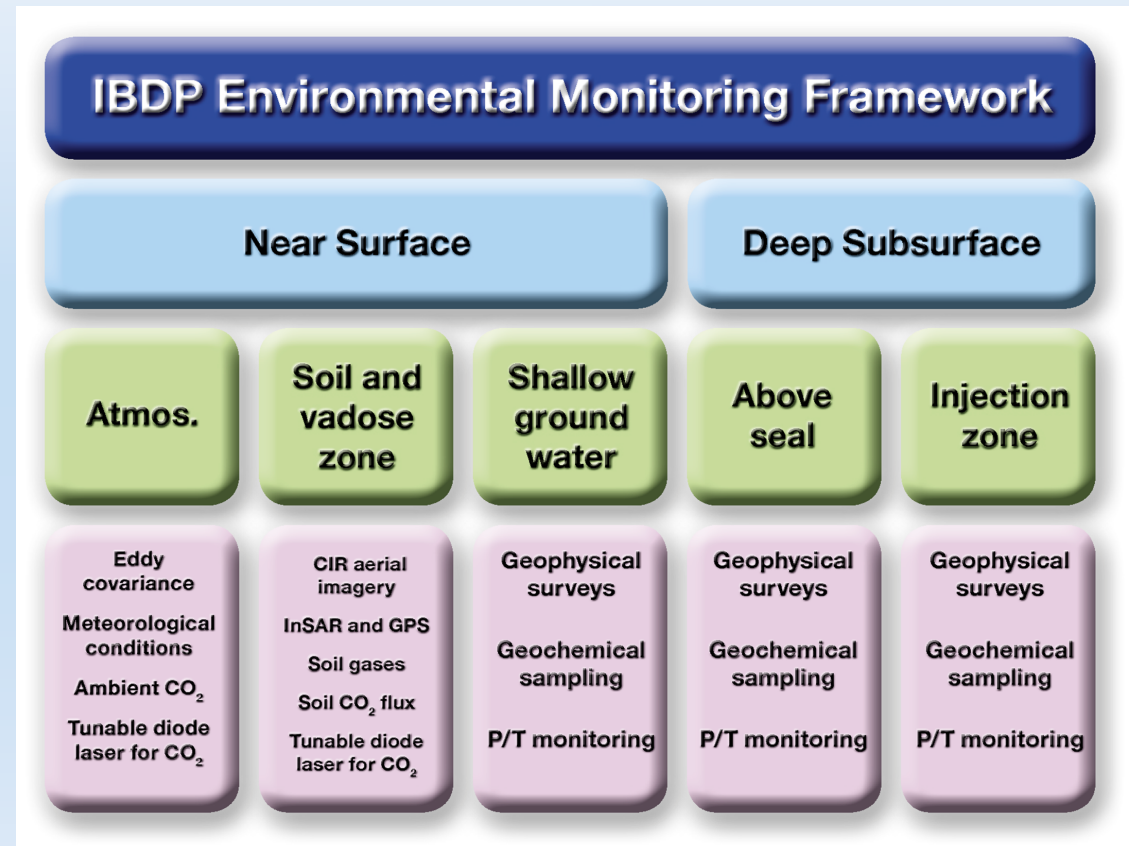 IBDP Environmental Monitoring Framework
Near Surface
Deep Subsurface
Atmos.
Soil and
vadose
zone
Shallow
ground
water
Above
seal
Injection
zone
Eddy
covariance
Meteorological
conditions
Ambient CO₂
Tunable diode
laser for CO₂
CIR aerial
imagery
InSAR and GPS
Soil gases
Soil CO₂ flux
Tunable diode
laser for CO₂
Geophysical
surveys
Geochemical
sampling
P/T monitoring
Geophysical
surveys
Geochemical
sampling
P/T monitoring
Geophysical
surveys
Geochemical
sampling
P/T monitoring